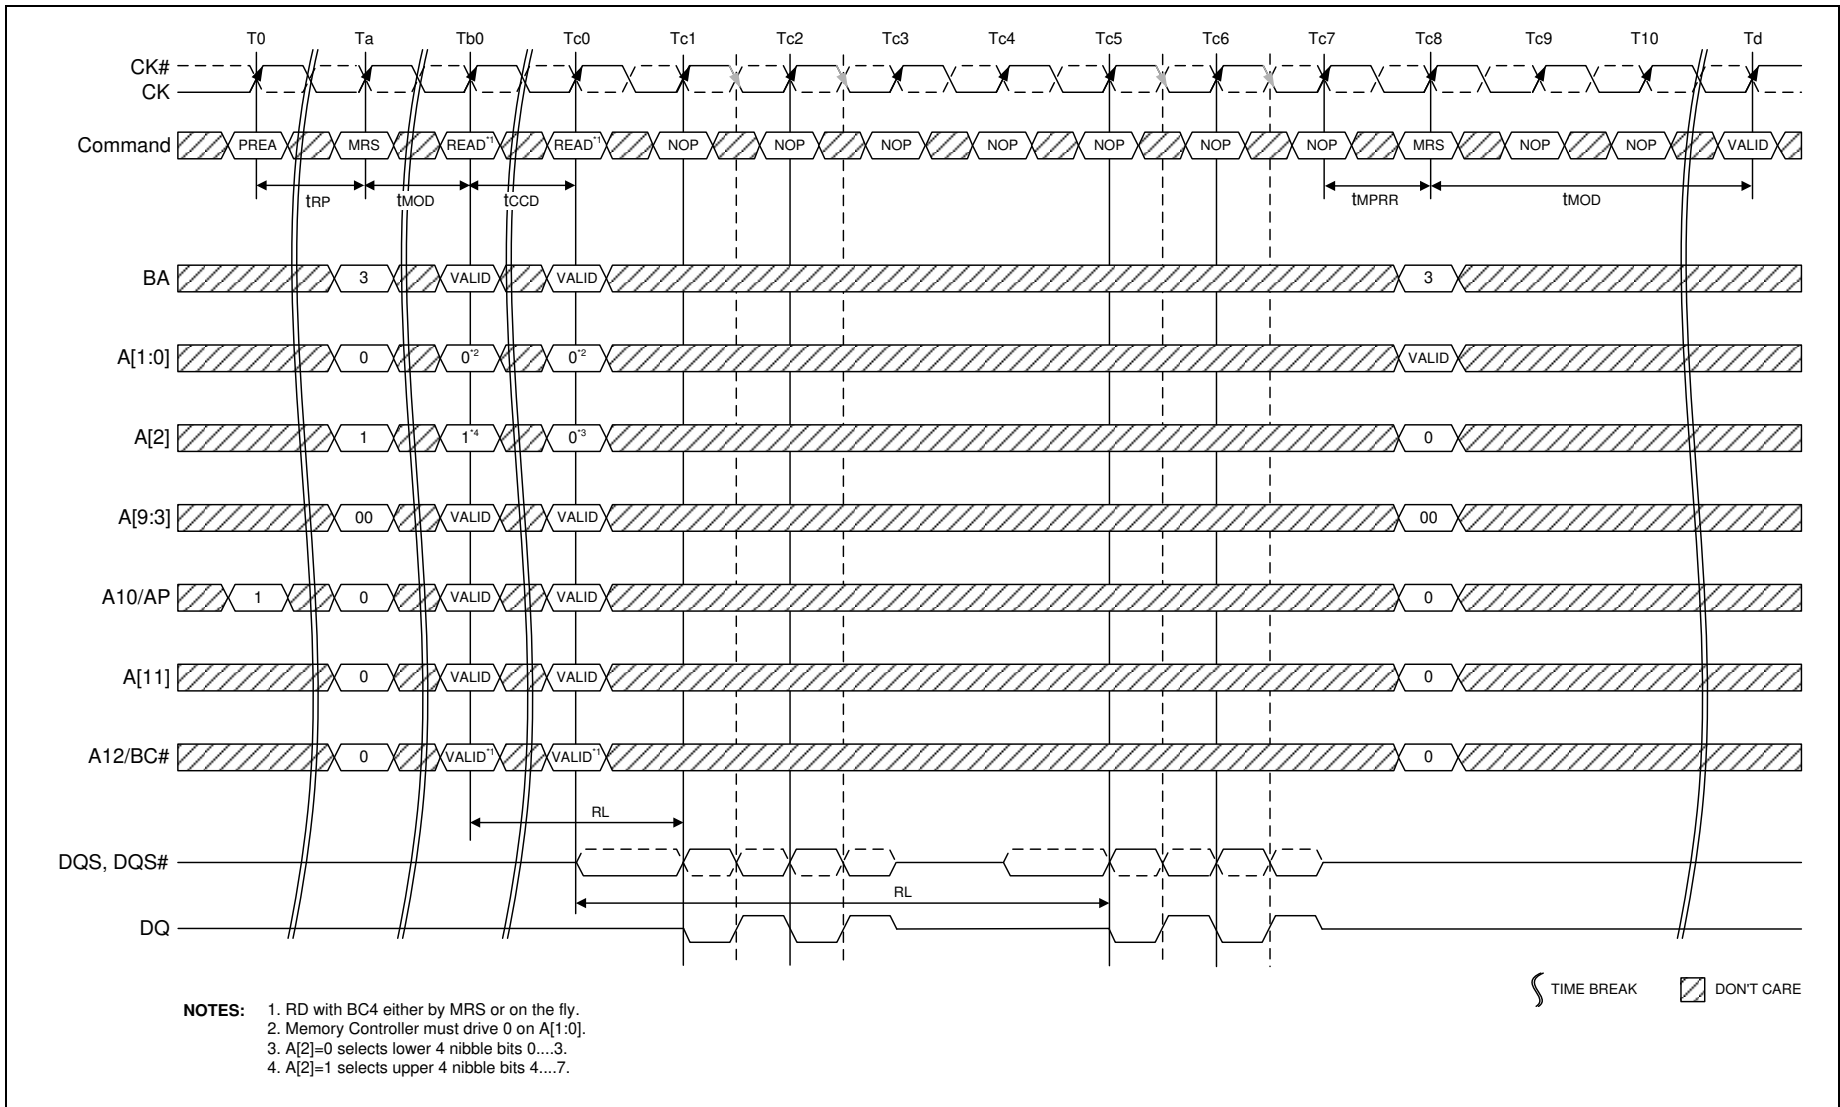 T0 Ta Tb0 Tc0 Tc1 Tc2 Tc3 Tc4 Tc5 Tc6 Tc7 Tc8 Tc9 T10 Td
CK#
CK
Command PREA MRS READ*1 READ*1 NOP NOP NOP NOP NOP NOP NOP MRS NOP NOP VALID
tRP tMOD tCCD tMPRR tMOD
BA 3 VALID VALID 3
A[1:0] 0 0*2 0*2 VALID
A[2] 1 1*4 0*3 0
A[9:3] 00 VALID VALID 00
A10/AP 1 0 VALID VALID 0
A[11] 0 VALID VALID 0
A12/BC# 0 VALID*1 VALID*1 0
RL
DQS, DQS#
RL
DQ
TIME BREAK DON'T CARE
NOTES: 1. RD with BC4 either by MRS or on the fly.
2. Memory Controller must drive 0 on A[1:0].
3. A[2]=0 selects lower 4 nibble bits 0....3.
4. A[2]=1 selects upper 4 nibble bits 4....7.